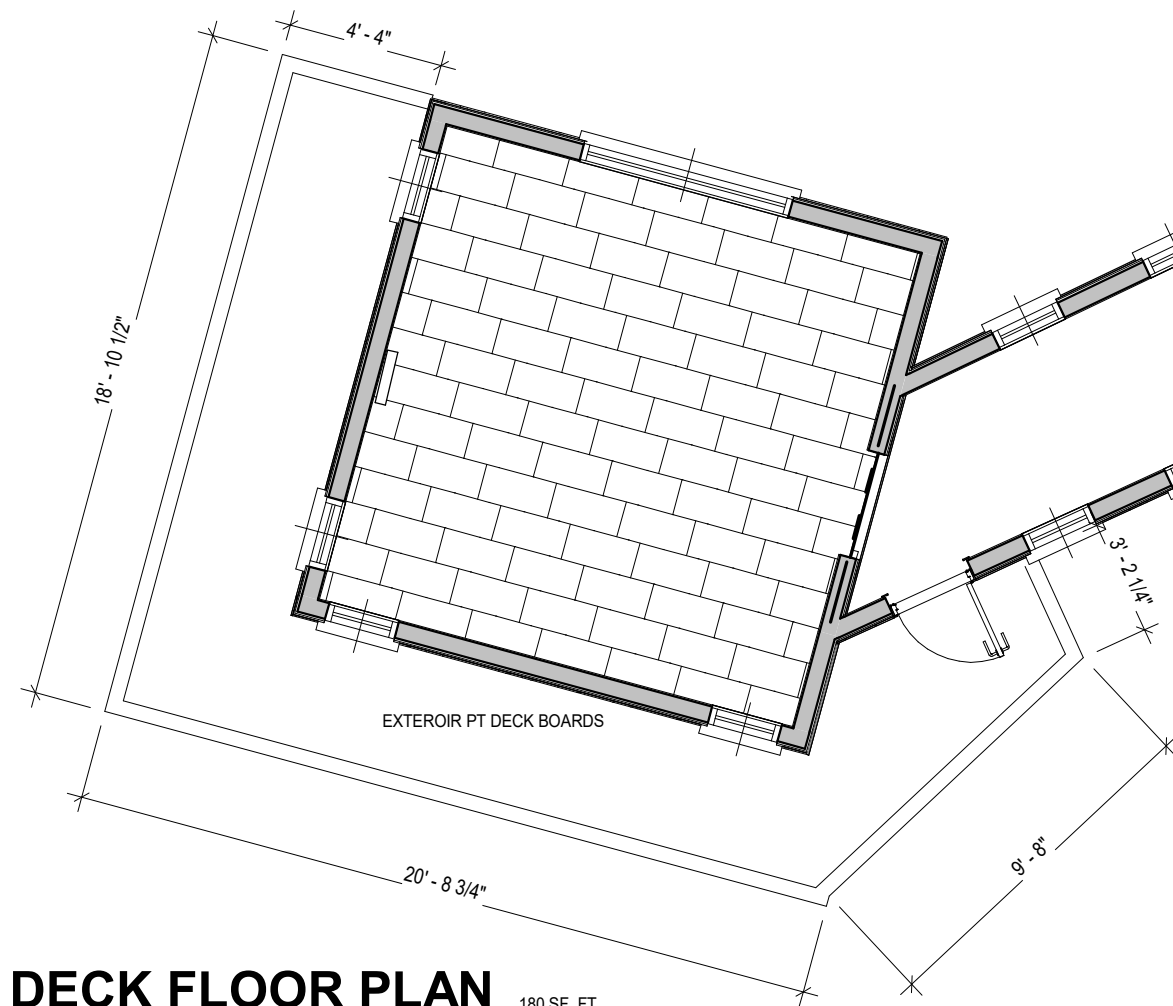 4' - 4"
18' - 10 1/2"
3' - 2 1/4"
EXTEROIR PT DECK BOARDS
9' - 8"
20' - 8 3/4"
DECK FLOOR PLAN 180 SF. FT.